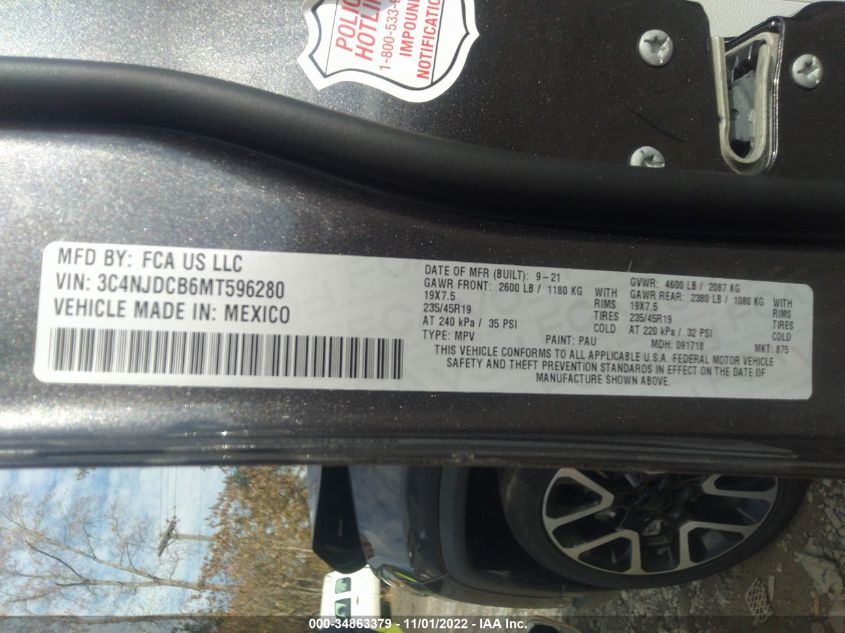 POLIC
HOTLIN
1-800-533-
IMPOUND
NOTIFICATION
MFD BY: FCA US LLC
VIN: 3C4NJDCB6MT596280
VEHICLE MADE IN: MEXICO
DATE OF MFR (BUILT): 9-21
GAWR FRONT: 2600 LB / 1180 KG WITH
19X7.5 RIMS
235/45R19 TIRES
AT 240 kPa / 35 PSI COLD
TYPE: MPV PAINT: PAU
GVWR: 4600 LB / 2087 KG
GAWR REAR: 2380 LB / 1080 KG WITH
19X7.5 RIMS
235/45R19 TIRES
AT 220 kPa / 32 PSI COLD
MDH: 091718 MKT: 875
THIS VEHICLE CONFORMS TO ALL APPLICABLE U.S.A. FEDERAL MOTOR VEHICLE
SAFETY AND THEFT PREVENTION STANDARDS IN EFFECT ON THE DATE OF
MANUFACTURE SHOWN ABOVE.
000-34863379 - 11/01/2022 - IAA Inc.